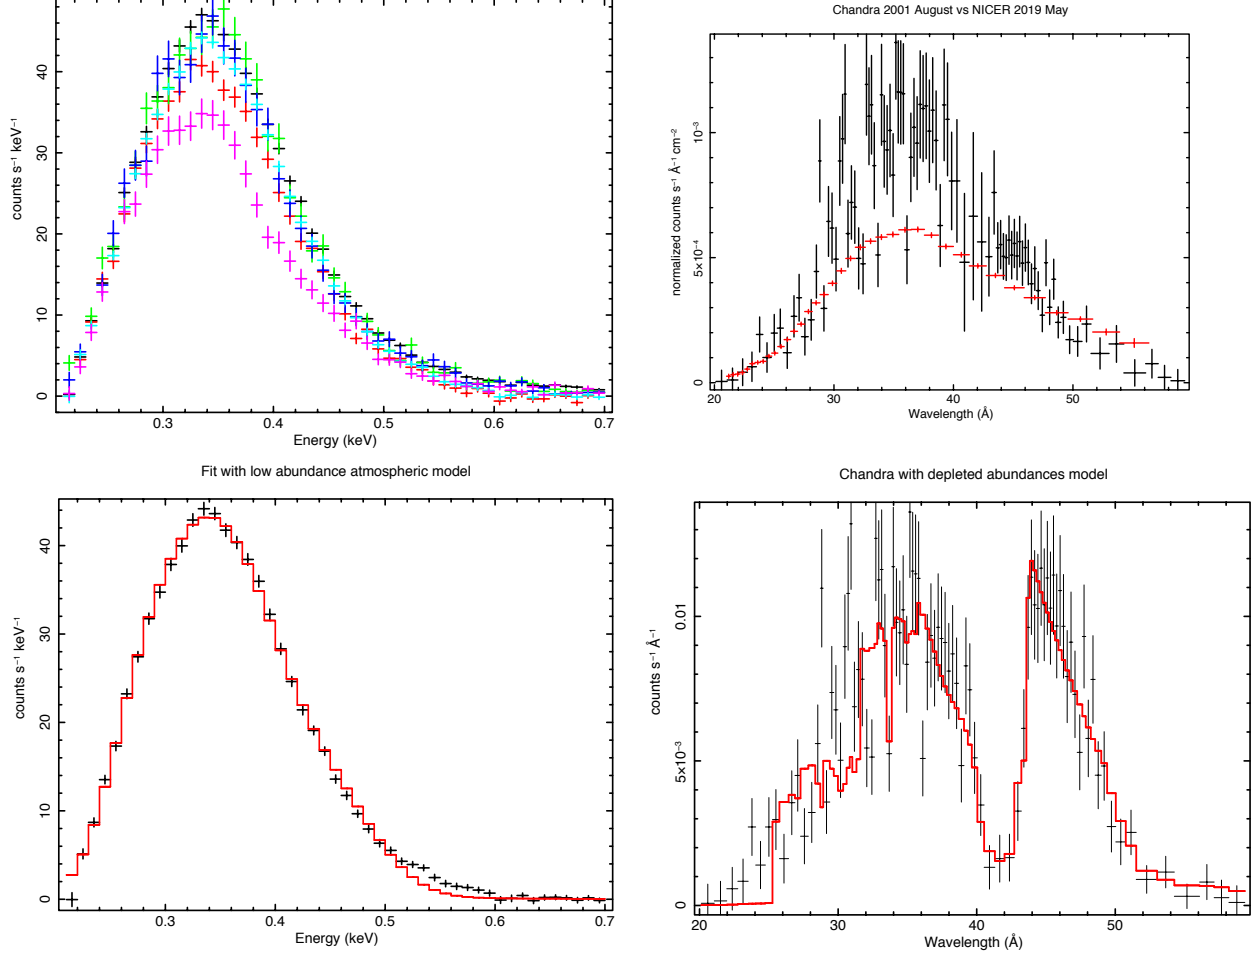 Chandra 2001 August vs NICER 2019 May
counts s⁻¹ keV⁻¹
40
30
20
10
0
0.3 0.4 0.5 0.6 0.7
Energy (keV)
normalized counts s⁻¹ Å⁻¹ cm⁻²
10⁻³
5×10⁻⁴
0
20 30 40 50
Wavelength (Å)
Fit with low abundance atmospheric model
counts s⁻¹ keV⁻¹
40
30
20
10
0
0.3 0.4 0.5 0.6 0.7
Energy (keV)
Chandra with depleted abundances model
counts s⁻¹ Å⁻¹
0.01
5×10⁻³
0
20 30 40 50
Wavelength (Å)